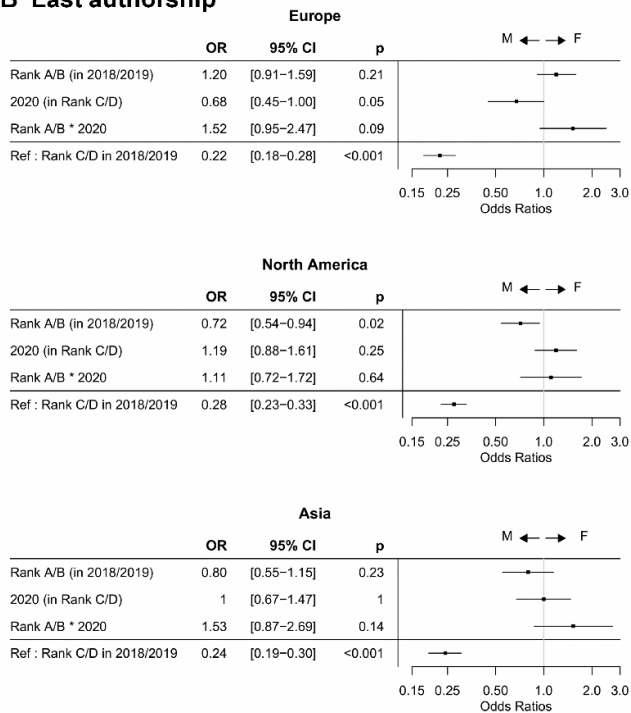 B Last authorship
Europe
OR 95% CI p M F
Rank A/B (in 2018/2019) 1.20 [0.91−1.59] 0.21
2020 (in Rank C/D) 0.68 [0.45−1.00] 0.05
Rank A/B * 2020 1.52 [0.95−2.47] 0.09
Ref : Rank C/D in 2018/2019 0.22 [0.18−0.28] <0.001
0.15 0.25 0.50 1.0 2.0 3.0
Odds Ratios
North America
OR 95% CI p M F
Rank A/B (in 2018/2019) 0.72 [0.54−0.94] 0.02
2020 (in Rank C/D) 1.19 [0.88−1.61] 0.25
Rank A/B * 2020 1.11 [0.72−1.72] 0.64
Ref : Rank C/D in 2018/2019 0.28 [0.23−0.33] <0.001
0.15 0.25 0.50 1.0 2.0 3.0
Odds Ratios
Asia
OR 95% CI p M F
Rank A/B (in 2018/2019) 0.80 [0.55−1.15] 0.23
2020 (in Rank C/D) 1 [0.67−1.47] 1
Rank A/B * 2020 1.53 [0.87−2.69] 0.14
Ref : Rank C/D in 2018/2019 0.24 [0.19−0.30] <0.001
0.15 0.25 0.50 1.0 2.0 3.0
Odds Ratios